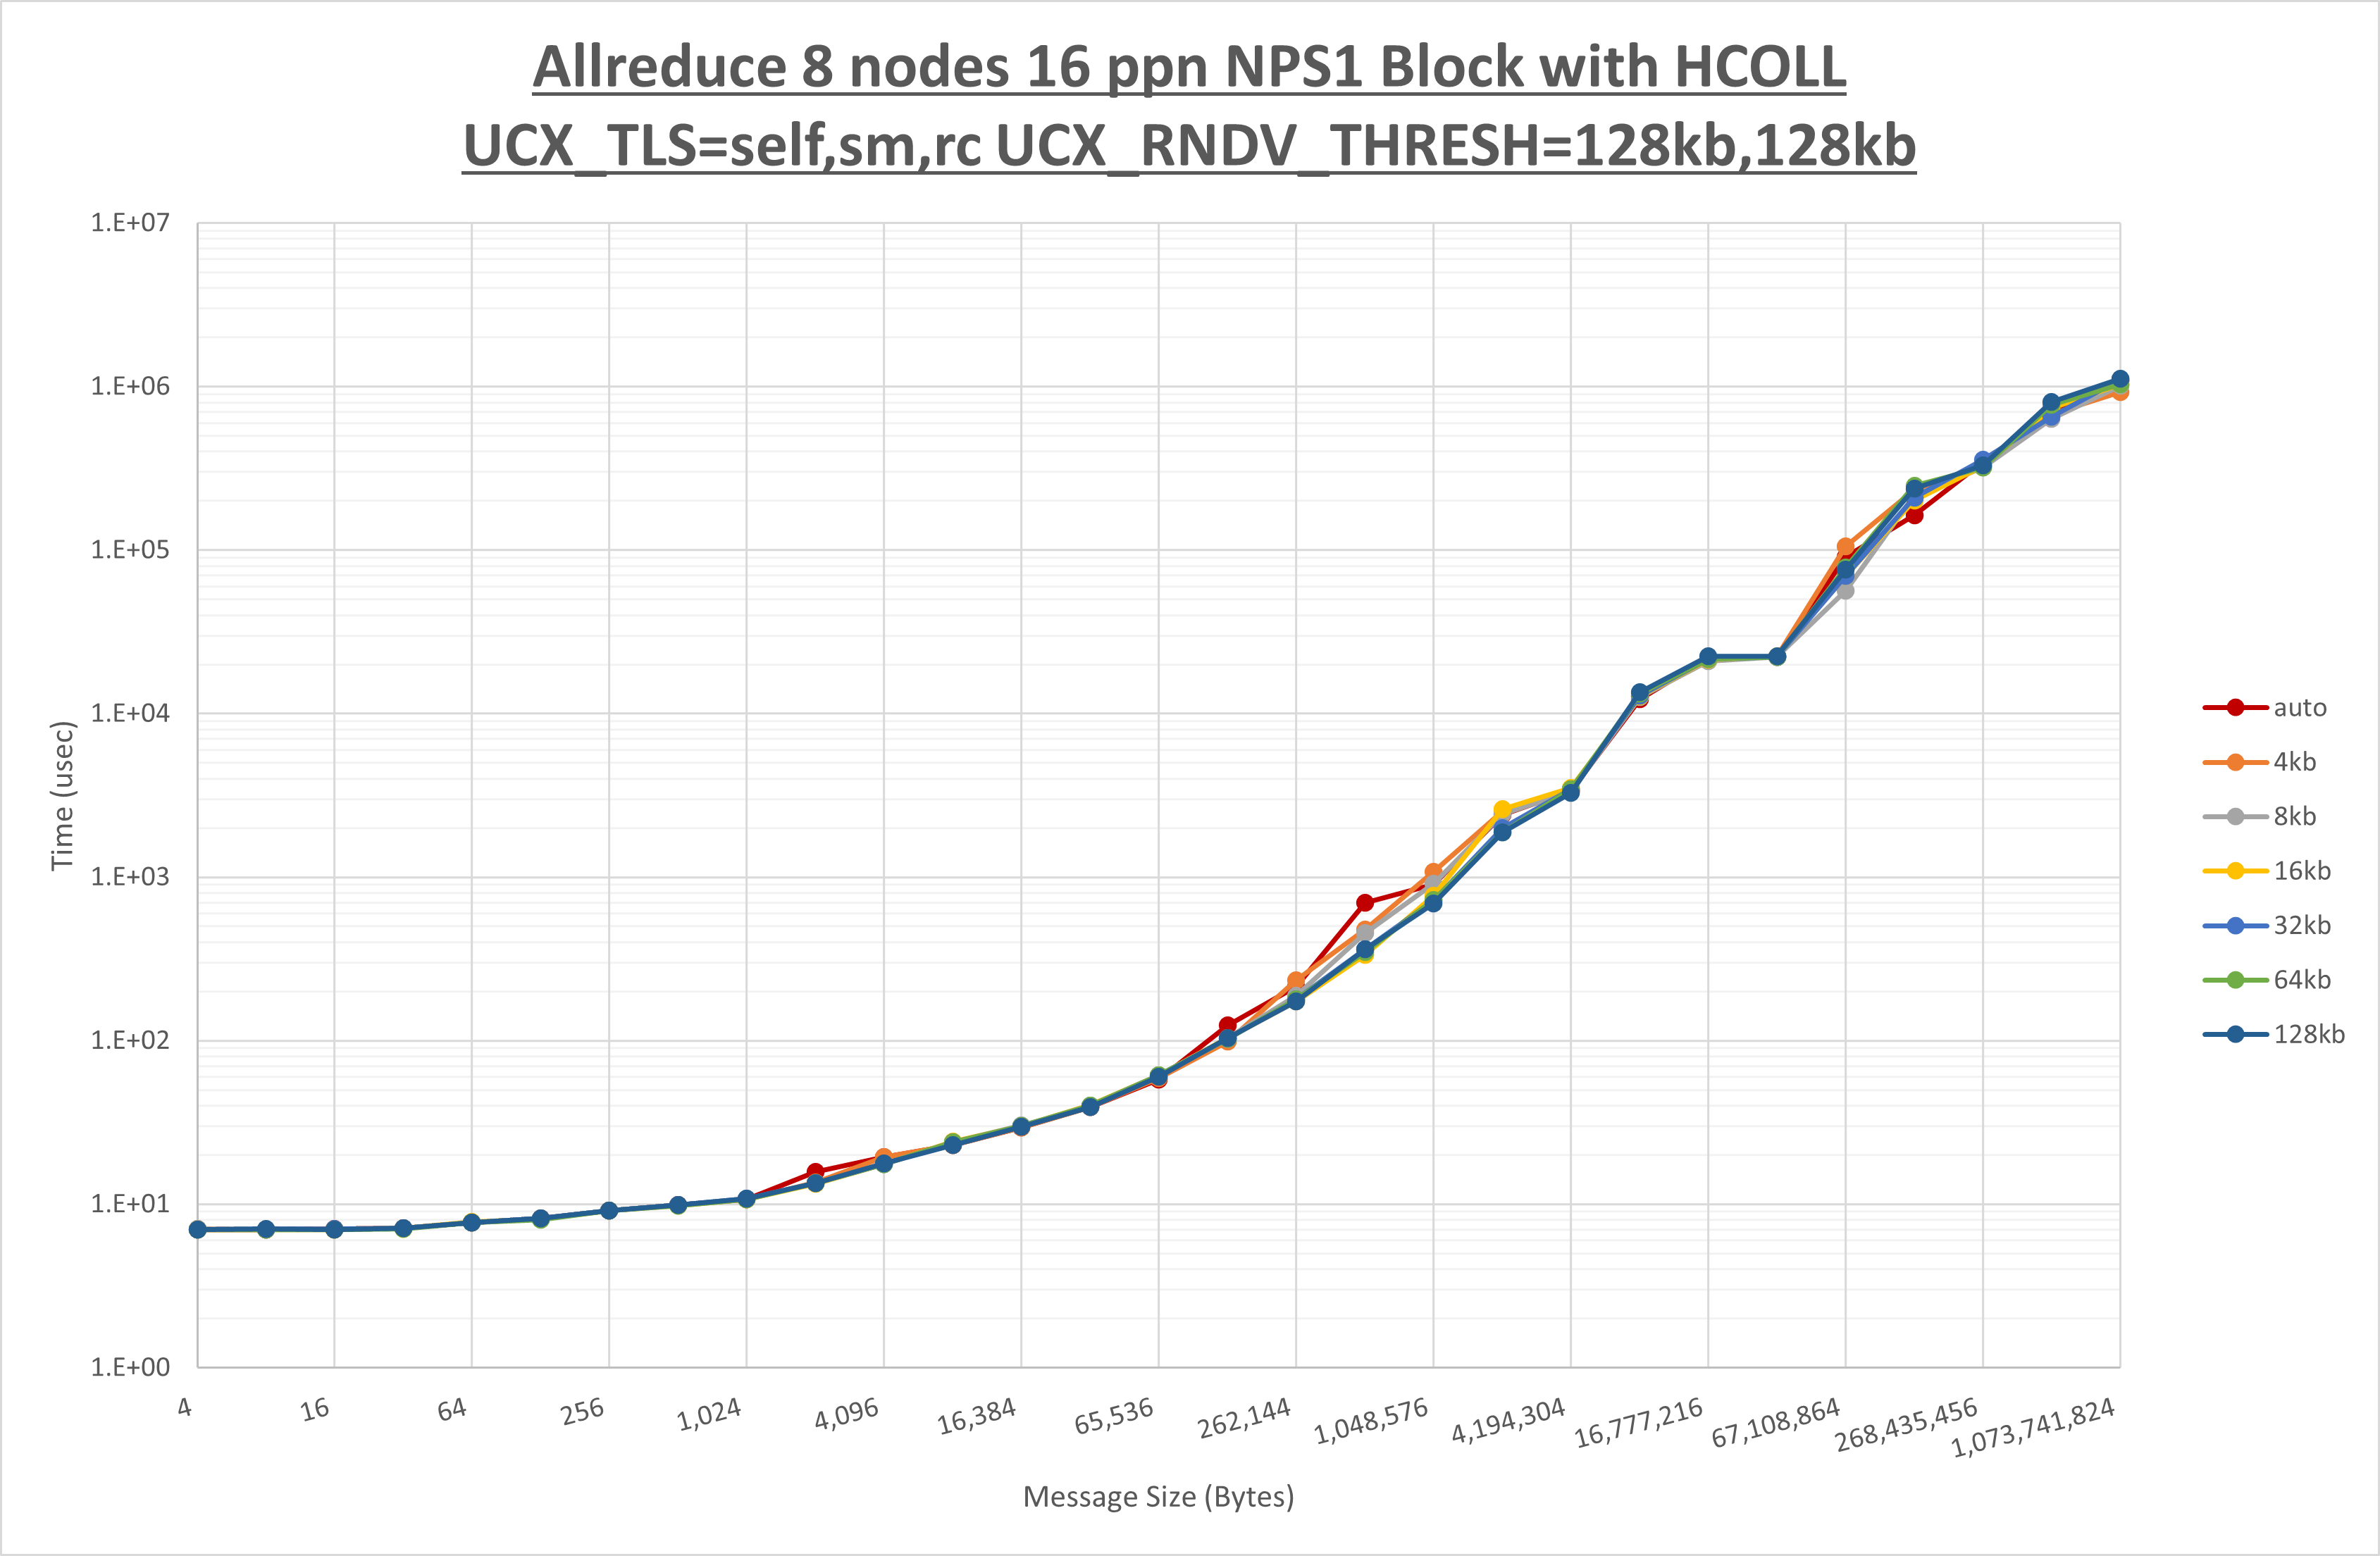 Allreduce 8 nodes 16 ppn NPS1 Block with HCOLL
UCX_TLS=self,sm,rc UCX_RNDV_THRESH=128kb,128kb
1.E+07
1.E+06
1.E+05
1.E+04
1.E+03
1.E+02
1.E+01
1.E+00
Time (usec)
4
16
64
256
1,024
4,096
16,384
65,536
262,144
1,048,576
4,194,304
16,777,216
67,108,864
268,435,456
1,073,741,824
Message Size (Bytes)
auto
4kb
8kb
16kb
32kb
64kb
128kb